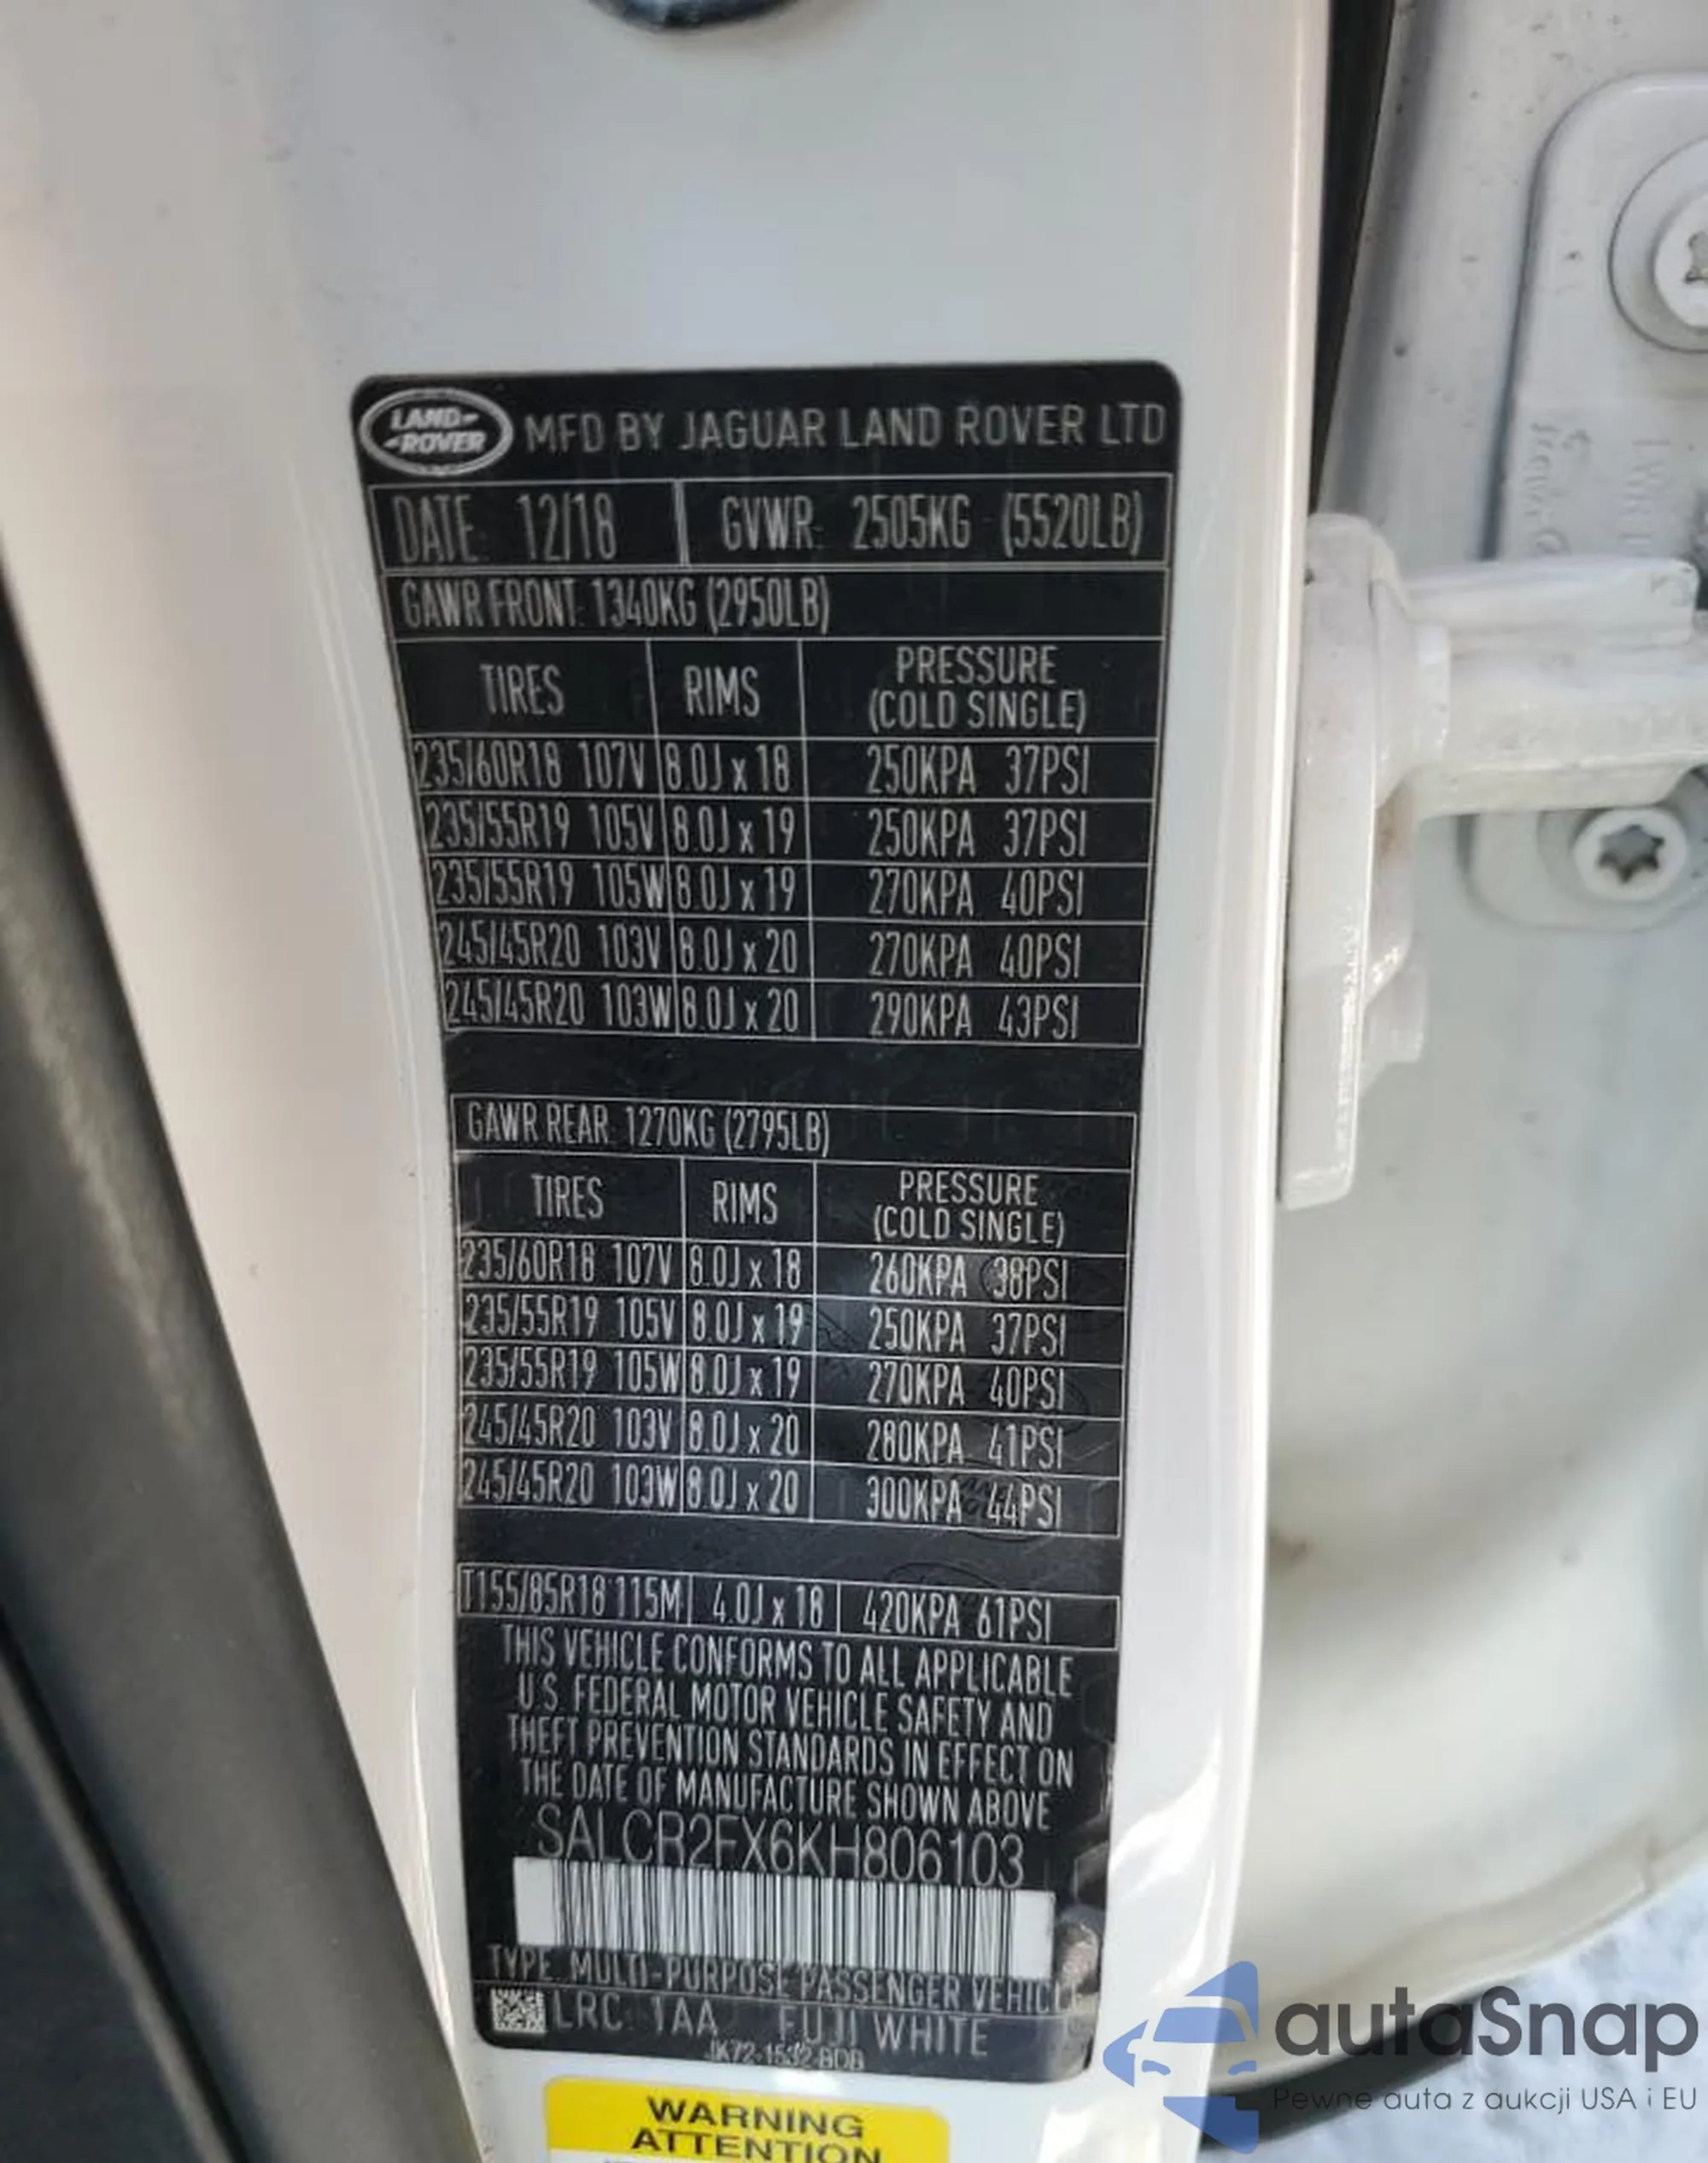 LAND-
-ROVER
MFD BY JAGUAR LAND ROVER LTD
DATE: 12/18 GVWR: 2505KG (5520LB)
GAWR FRONT: 1340KG (2950LB)
TIRES RIMS PRESSURE (COLD SINGLE)
235/60R18 107V 8.0J x 18 250KPA 37PSI
235/55R19 105V 8.0J x 19 250KPA 37PSI
235/55R19 105W 8.0J x 19 270KPA 40PSI
245/45R20 103V 8.0J x 20 270KPA 40PSI
245/45R20 103W 8.0J x 20 290KPA 43PSI
GAWR REAR: 1270KG (2795LB)
TIRES RIMS PRESSURE (COLD SINGLE)
235/60R18 107V 8.0J x 18 260KPA 38PSI
235/55R19 105V 8.0J x 19 250KPA 37PSI
235/55R19 105W 8.0J x 19 270KPA 40PSI
245/45R20 103V 8.0J x 20 280KPA 41PSI
245/45R20 103W 8.0J x 20 300KPA 44PSI
T155/85R18 115M 4.0J x 18 420KPA 61PSI
THIS VEHICLE CONFORMS TO ALL APPLICABLE
U.S. FEDERAL MOTOR VEHICLE SAFETY AND
THEFT PREVENTION STANDARDS IN EFFECT ON
THE DATE OF MANUFACTURE SHOWN ABOVE
SALCR2FX6KH806103
TYPE: MULTI-PURPOSE PASSENGER VEHICLE
LRC: 1AA FUJI WHITE
JK72-1532-BDB
WARNING
ATTENTION
autaSnap
Pewne auta z aukcji USA i EU